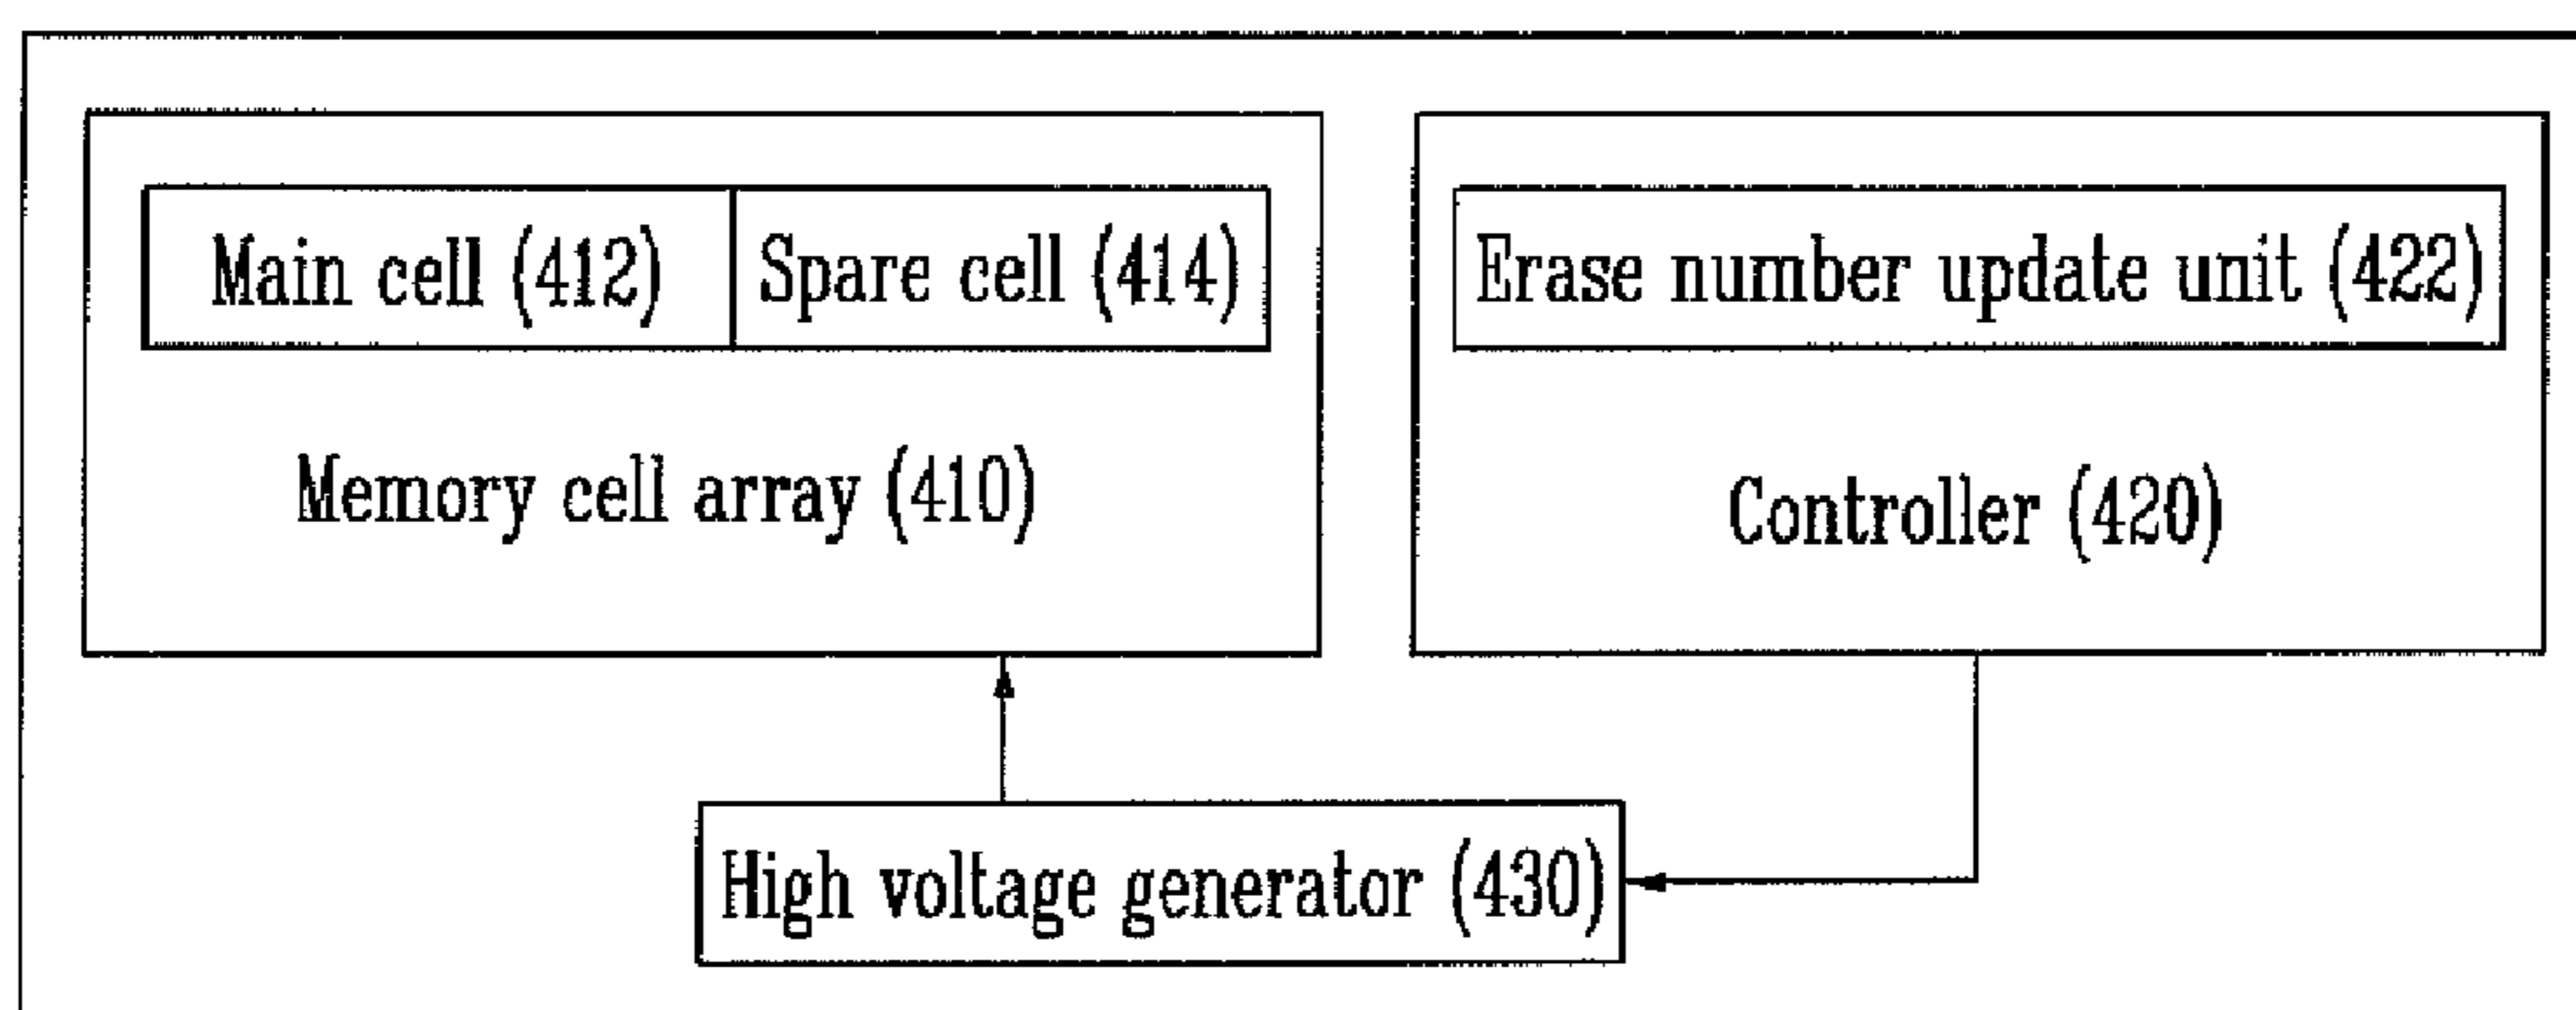 Main cell (412)
Spare cell (414)
Memory cell array (410)
Erase number update unit (422)
Controller (420)
High voltage generator (430)